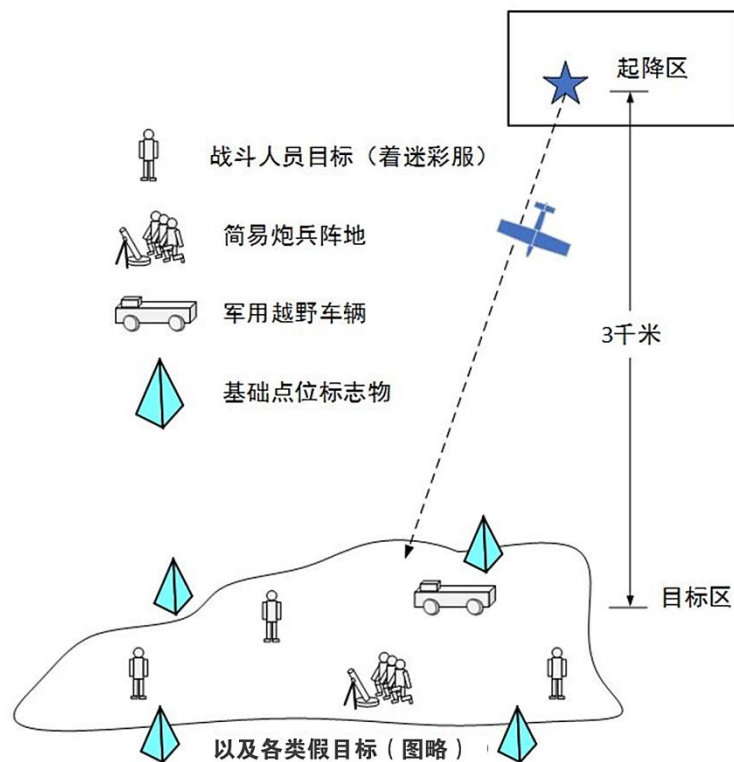 起降区
战斗人员目标（着迷彩服）
简易炮兵阵地
军用越野车辆
3千米
基础点位标志物
目标区
以及各类假目标（图略）